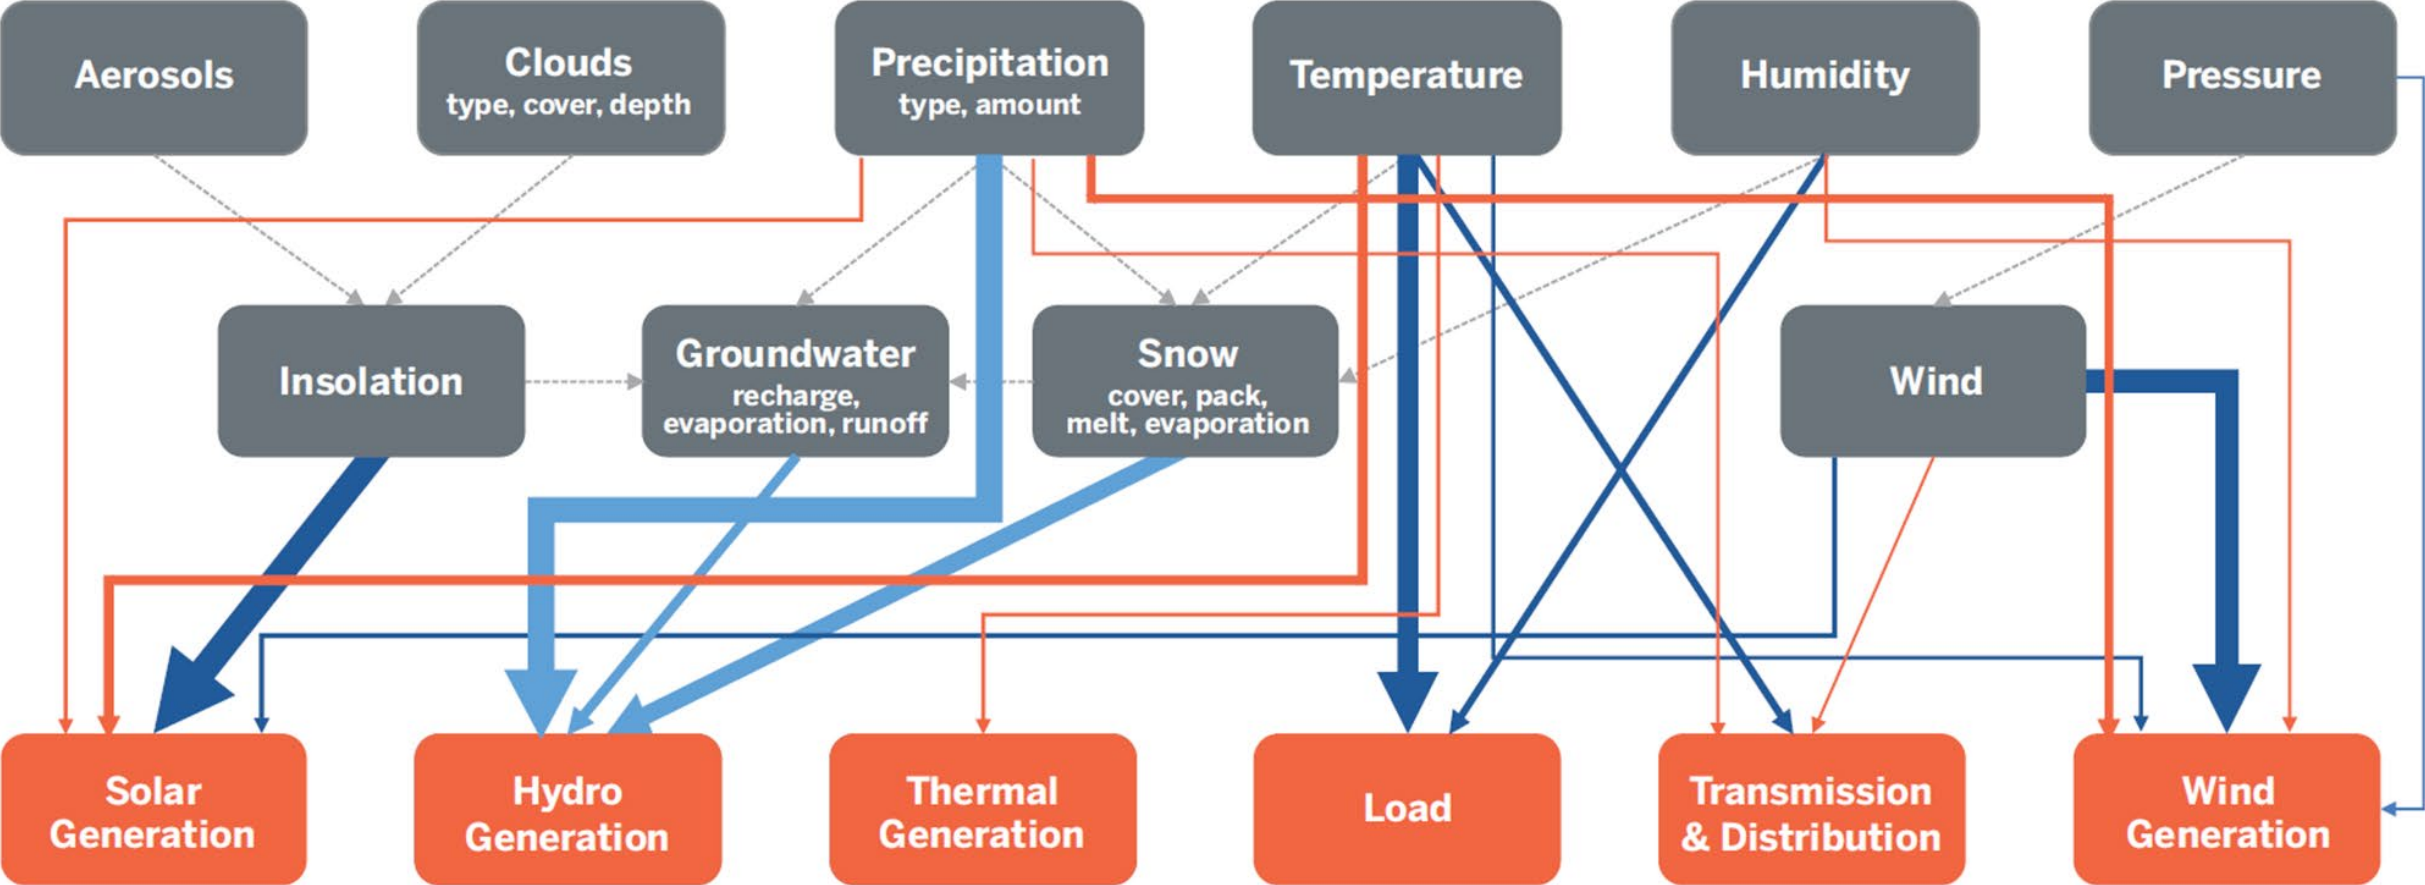 Aerosols
Clouds
type, cover, depth
Precipitation
type, amount
Temperature
Humidity
Pressure
Insolation
Groundwater
recharge,
evaporation, runoff
Snow
cover, pack,
melt, evaporation
Wind
Solar
Generation
Hydro
Generation
Thermal
Generation
Load
Transmission
& Distribution
Wind
Generation